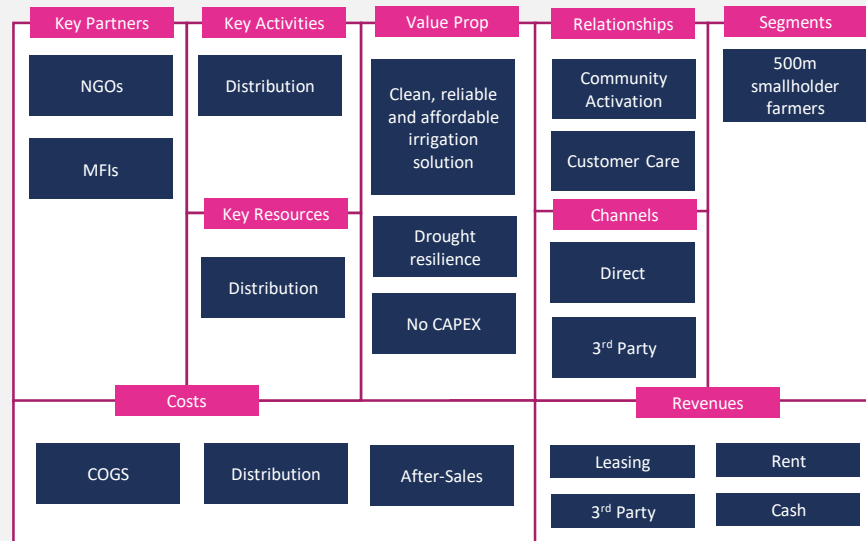 Key Partners
NGOs
MFIs
Key Activities
Distribution
Key Resources
Distribution
Value Prop
Clean, reliable
and affordable
irrigation
solution
Drought
resilience
No CAPEX
Relationships
Community
Activation
Customer Care
Channels
Direct
3rd Party
Segments
500m
smallholder
farmers
Costs
COGS
Distribution
After-Sales
Revenues
Leasing
Rent
3rd Party
Cash